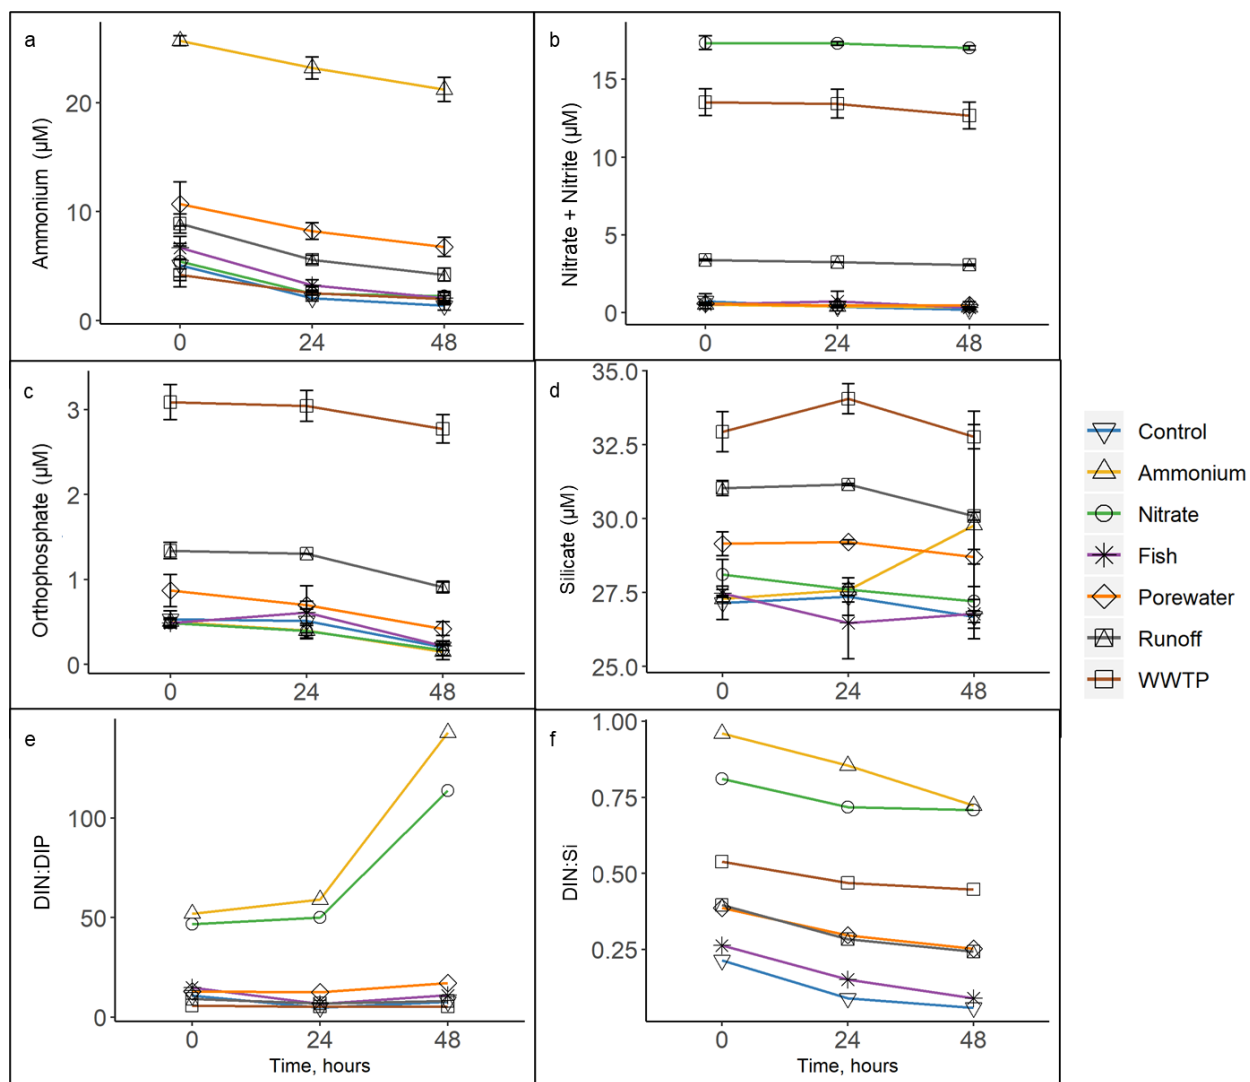 a
Ammonium (µM)
20
10
0
0 24 48
b
Nitrate + Nitrite (µM)
15
10
5
0
0 24 48
c
Orthophosphate (µM)
3
2
1
0
0 24 48
d
Silicate (µM)
35.0
32.5
30.0
27.5
25.0
0 24 48
e
DIN:DIP
100
50
0
0 24 48
Time, hours
f
DIN:Si
1.00
0.75
0.50
0.25
0 24 48
Time, hours
Control
Ammonium
Nitrate
Fish
Porewater
Runoff
WWTP